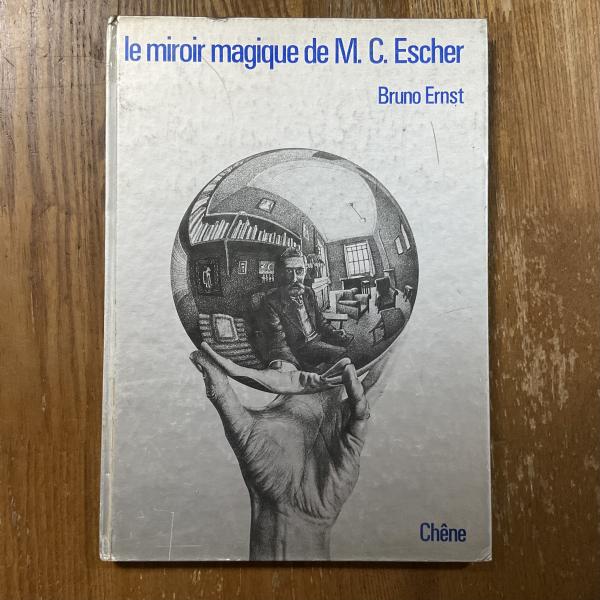 le miroir magique de M. C. Escher
Bruno Ernst
Chêne